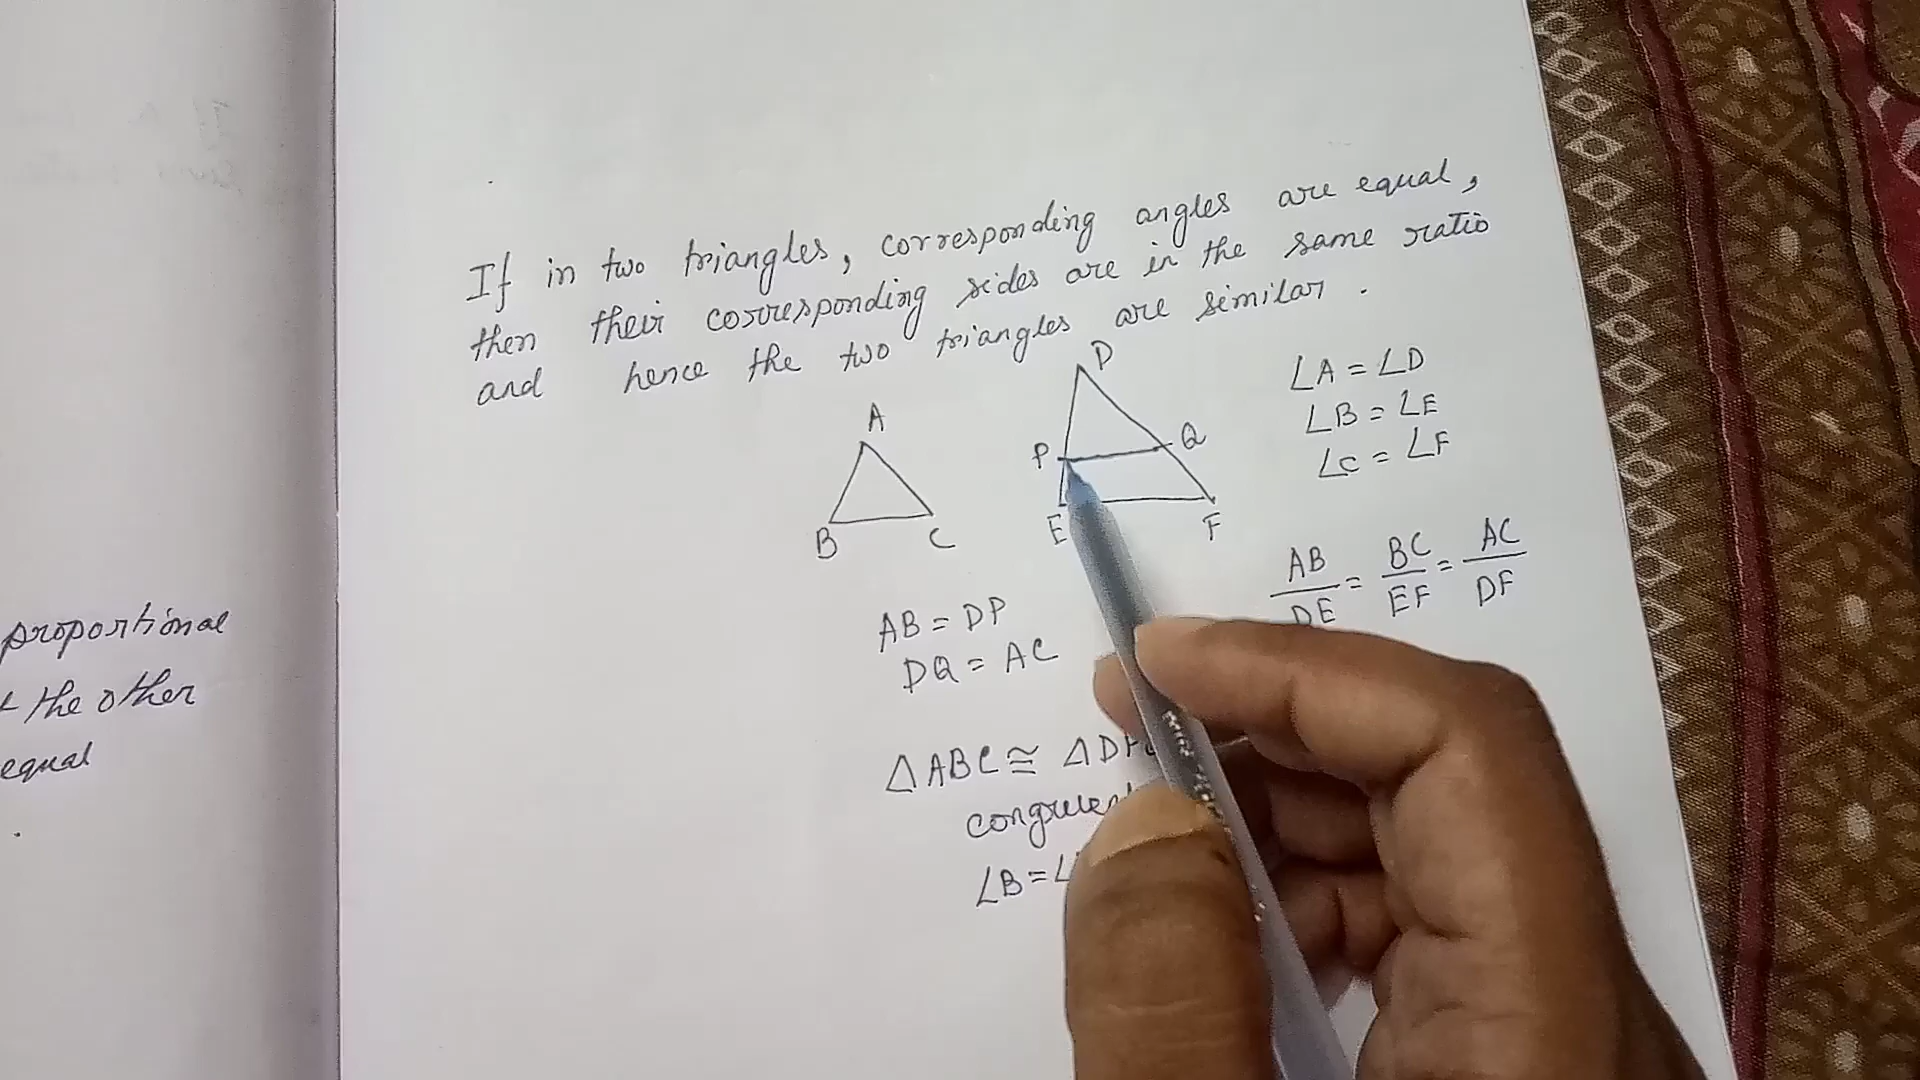 proportional
the other
equal
If in two triangles, corresponding angles are equal,
then their corresponding sides are in the same ratio
and hence the two triangles are similar.
A
B
C
D
P
Q
E
F
∠A = ∠D
∠B = ∠E
∠C = ∠F
AB/DE = BC/EF = AC/DF
AB = DP
DQ = AC
△ABC ≅ △DP
∠B = ∠